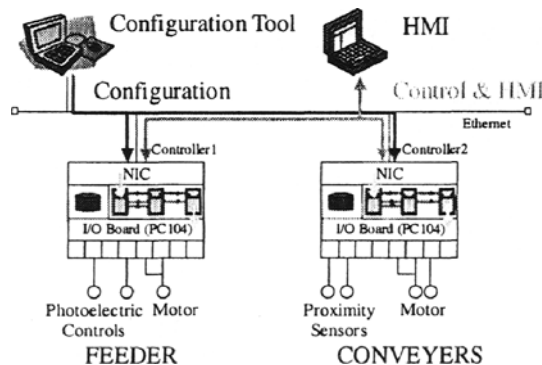 Configuration Tool
HMI
Configuration
Control & HMI
Ethernet
Controller1
Controller2
NIC
NIC
I/O Board (PC104)
I/O Board (PC104)
Photoelectric
Controls
Motor
Proximity
Sensors
Motor
FEEDER
CONVEYERS